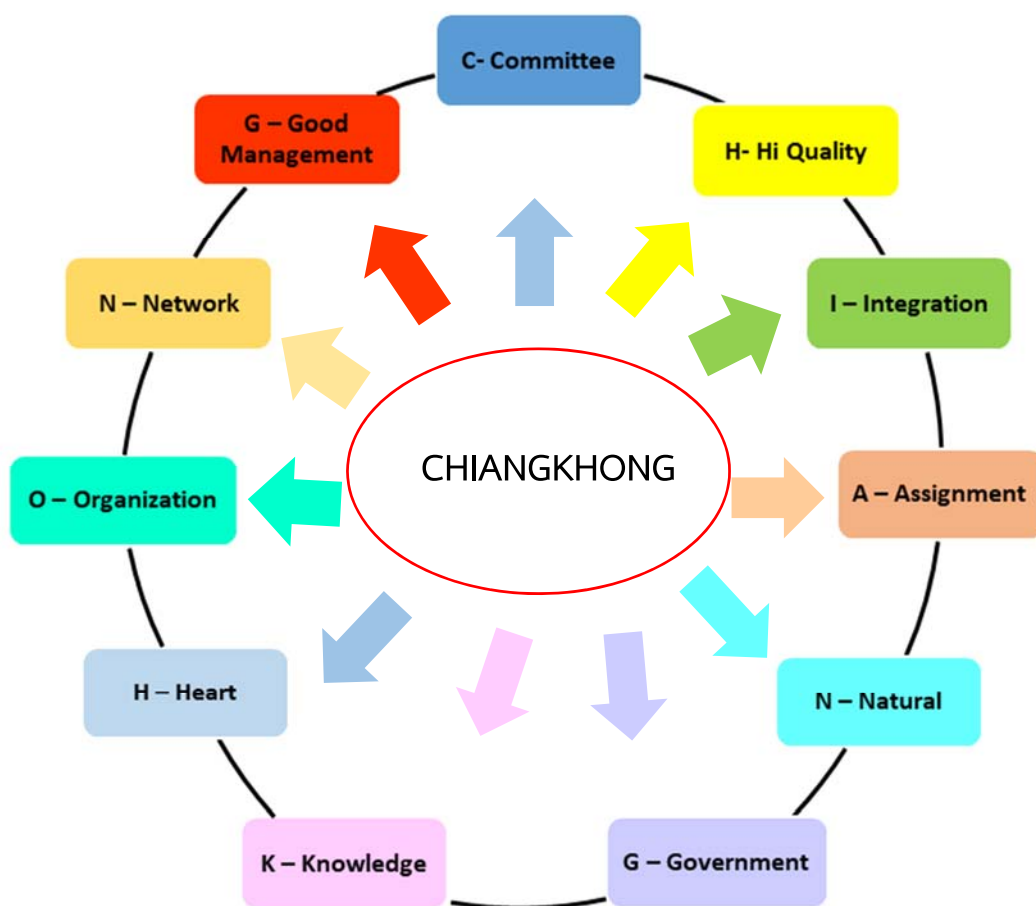 C- Committee
H- Hi Quality
I – Integration
A – Assignment
N – Natural
G – Government
K – Knowledge
H – Heart
O – Organization
N – Network
G – Good
Management
CHIANGKHONG